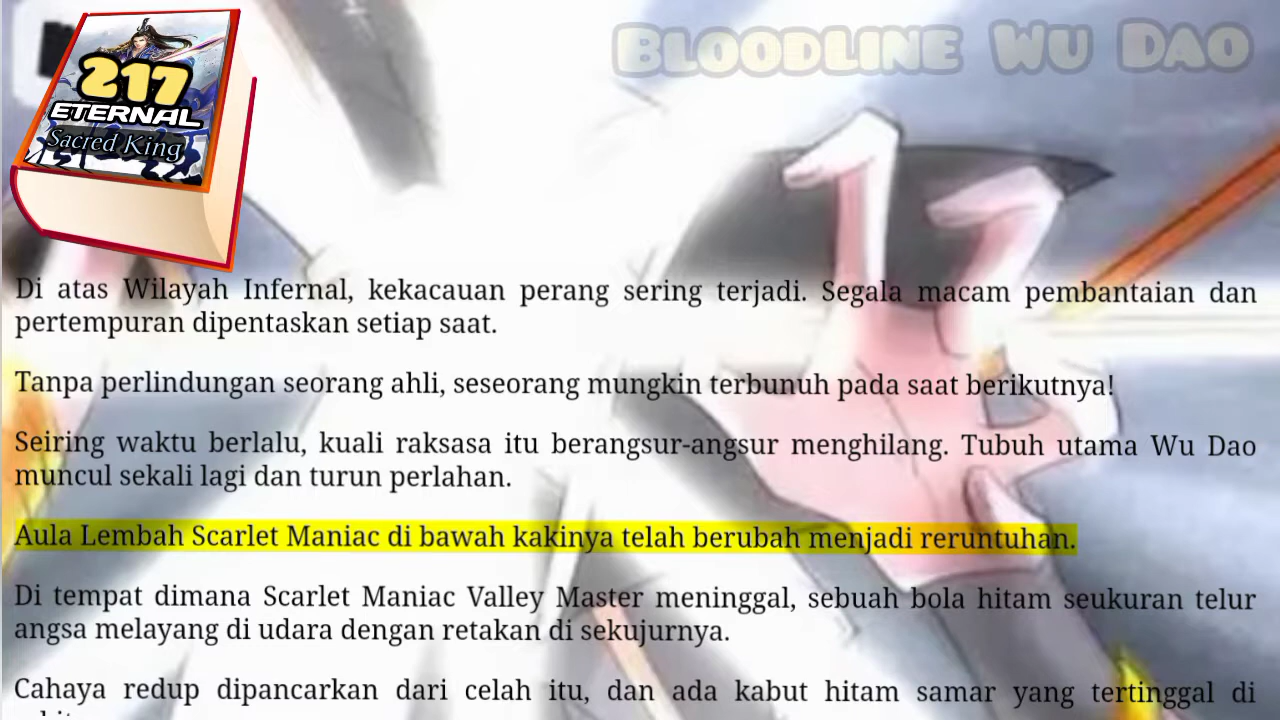 BLOODLINE WU DAO
217
ETERNAL
Sacred King
Di atas Wilayah Infernal, kekacauan perang sering terjadi. Segala macam pembantaian dan
pertempuran dipentaskan setiap saat.
Tanpa perlindungan seorang ahli, seseorang mungkin terbunuh pada saat berikutnya!
Seiring waktu berlalu, kuali raksasa itu berangsur-angsur menghilang. Tubuh utama Wu Dao
muncul sekali lagi dan turun perlahan.
Aula Lembah Scarlet Maniac di bawah kakinya telah berubah menjadi reruntuhan.
Di tempat dimana Scarlet Maniac Valley Master meninggal, sebuah bola hitam seukuran telur
angsa melayang di udara dengan retakan di sekujurnya.
Cahaya redup dipancarkan dari celah itu, dan ada kabut hitam samar yang tertinggal di